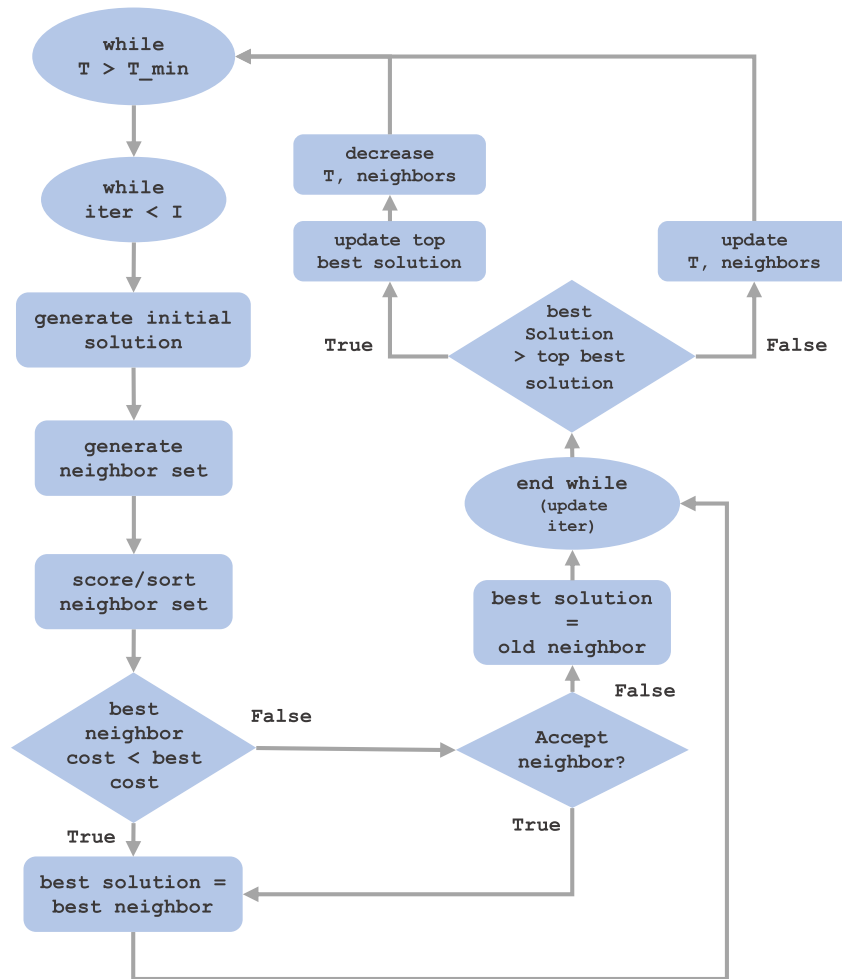 while
T > T_min
while
iter < I
generate initial
solution
generate
neighbor set
score/sort
neighbor set
best
neighbor
cost < best
cost
False
True
best solution =
best neighbor
Accept
neighbor?
True
False
best solution
=
old neighbor
end while
(update
iter)
best
Solution
> top best
solution
True
False
update top
best solution
decrease
T, neighbors
update
T, neighbors